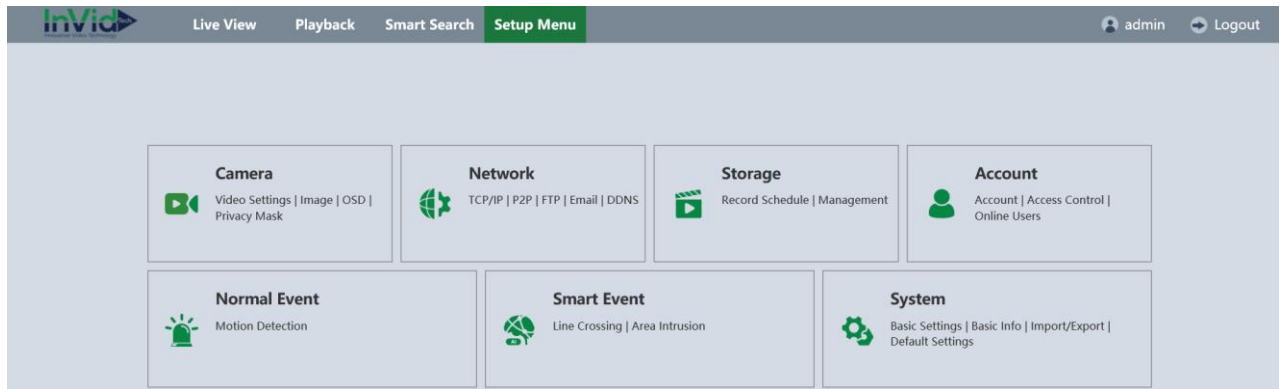 InVid Tech
Live View
Playback
Smart Search
Setup Menu
admin
Logout
Camera
Video Settings | Image | OSD |
Privacy Mask
Network
TCP/IP | P2P | FTP | Email | DDNS
Storage
Record Schedule | Management
Account
Account | Access Control |
Online Users
Normal Event
Motion Detection
Smart Event
Line Crossing | Area Intrusion
System
Basic Settings | Basic Info | Import/Export |
Default Settings